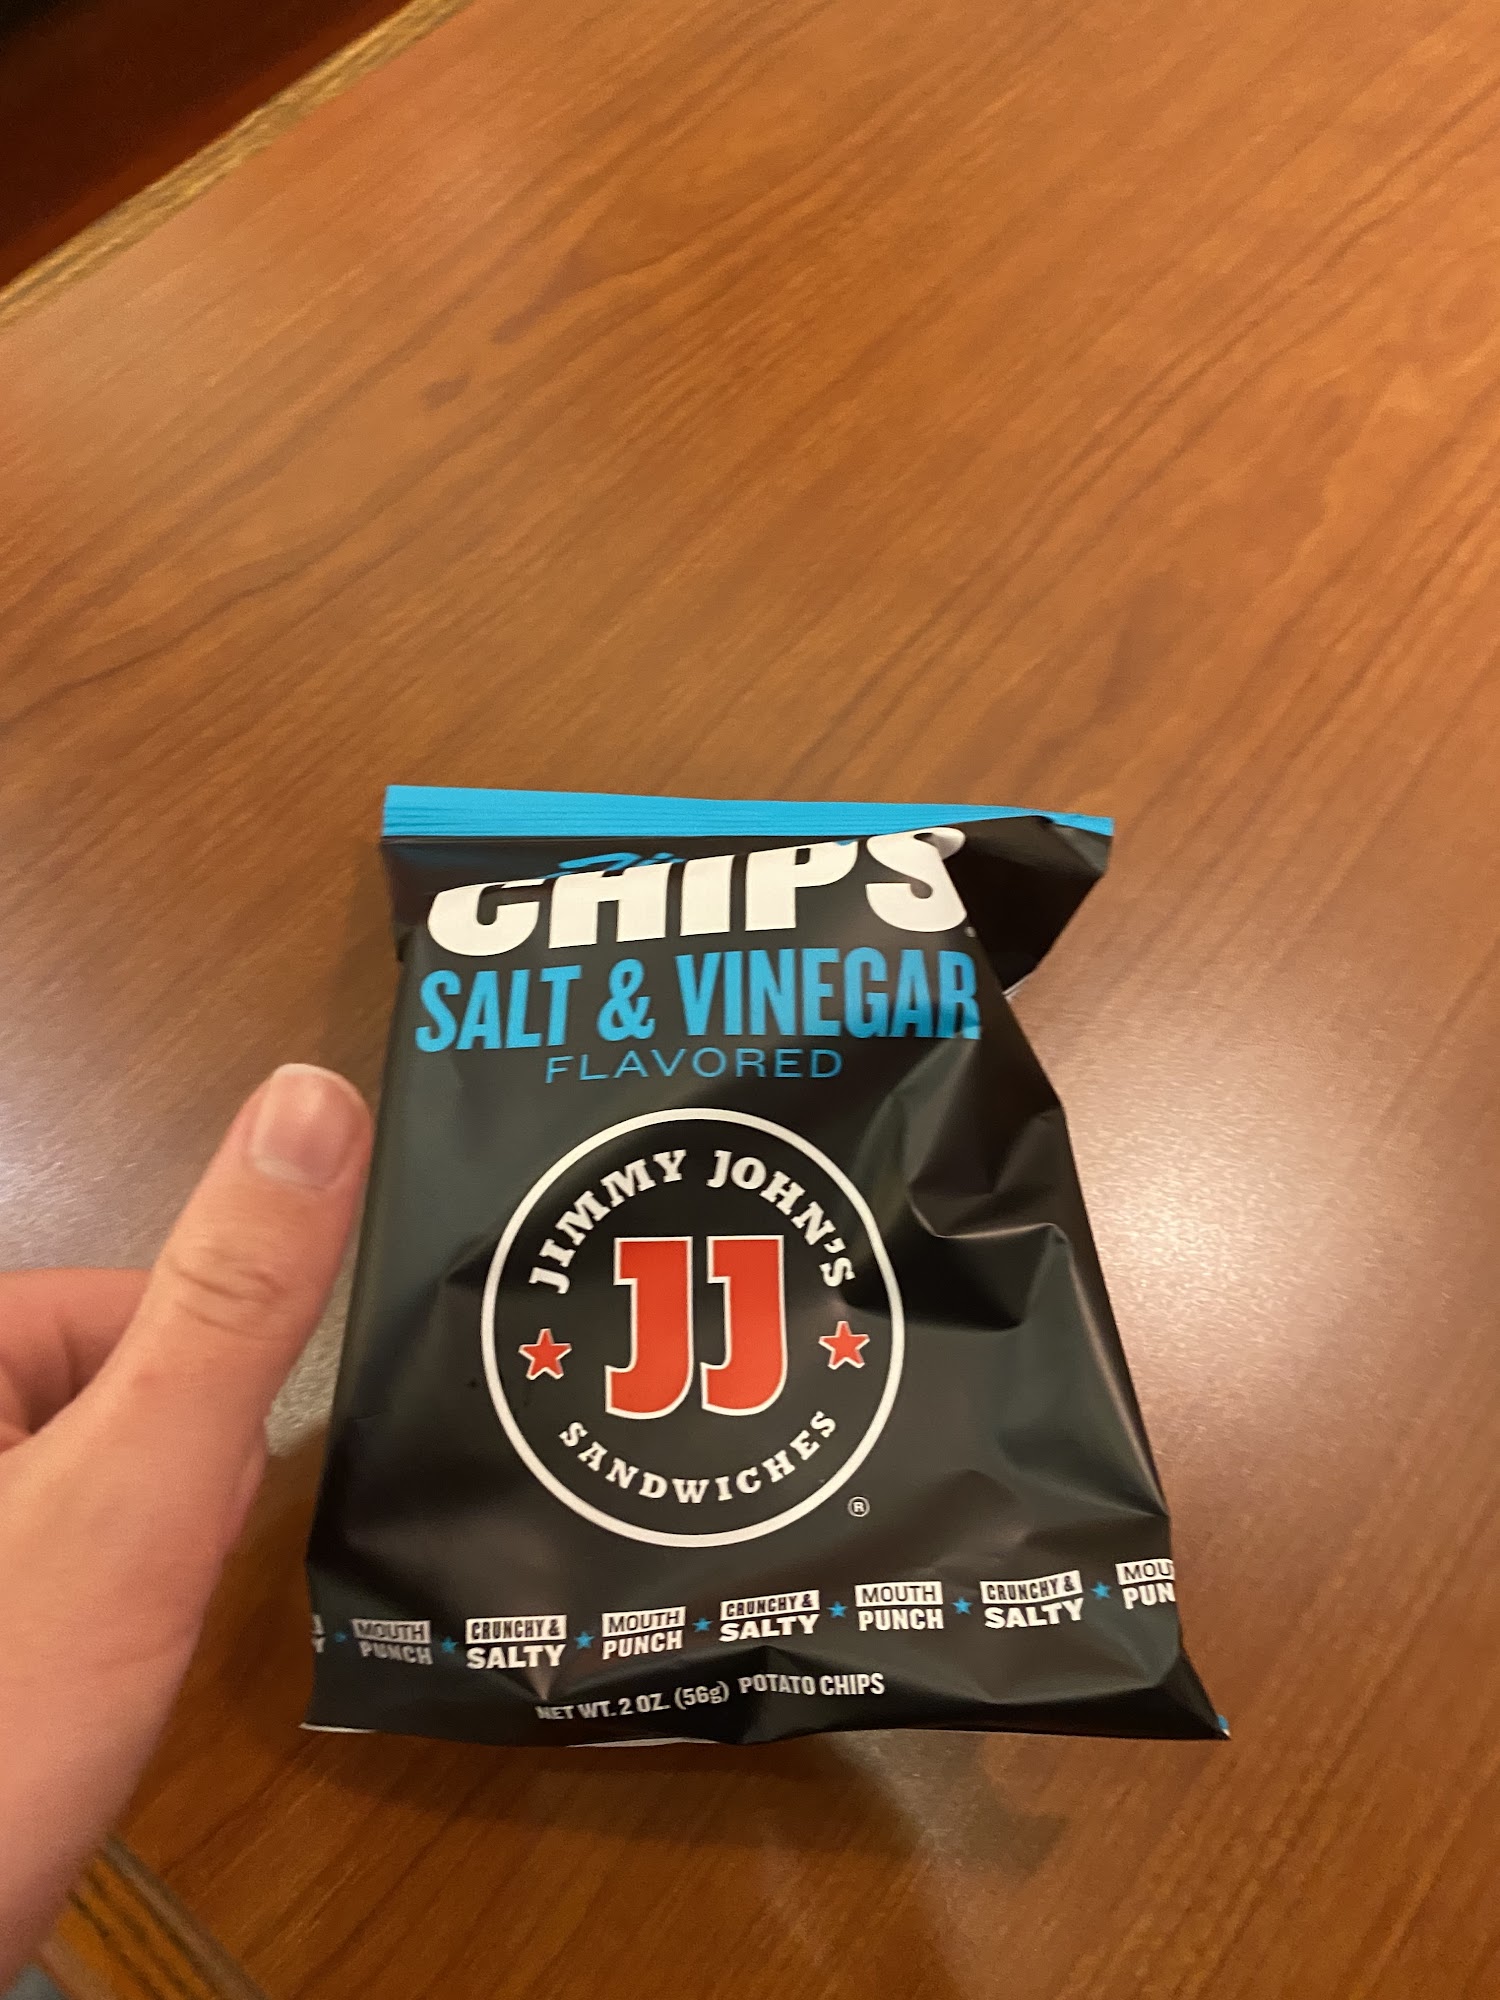 CHIPS
SALT & VINEGAR
FLAVORED
JIMMY JOHN'S
JJ
SANDWICHES
®
MOUTH PUNCH ★ CRUNCHY & SALTY ★ MOUTH PUNCH ★ CRUNCHY & SALTY ★ MOUTH PUNCH ★ CRUNCHY & SALTY ★
NET WT. 2 OZ. (56g) POTATO CHIPS